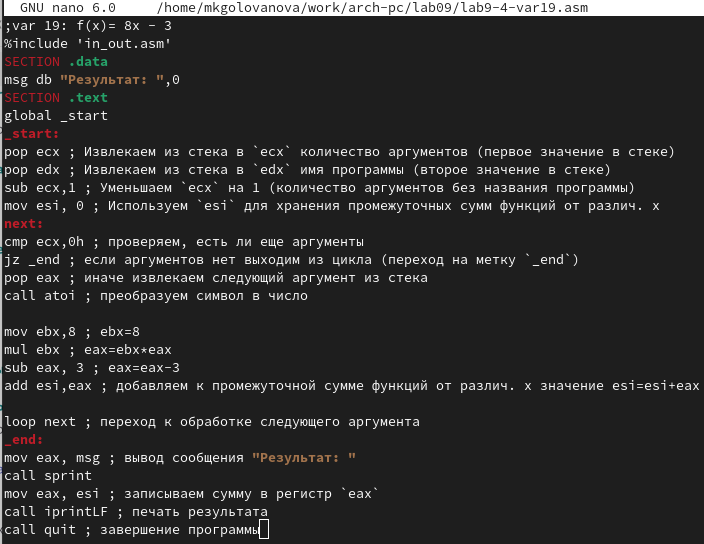 GNU nano 6.0 /home/mkgolovanova/work/arch-pc/lab09/lab9-4-var19.asm
;var 19: f(x)= 8x - 3
%include 'in_out.asm'
SECTION .data
msg db "Результат: ",0
SECTION .text
global _start
_start:
pop ecx ; Извлекаем из стека в `ecx` количество аргументов (первое значение в стеке)
pop edx ; Извлекаем из стека в `edx` имя программы (второе значение в стеке)
sub ecx,1 ; Уменьшаем `ecx` на 1 (количество аргументов без названия программы)
mov esi, 0 ; Используем `esi` для хранения промежуточных сумм функций от различ. x
next:
cmp ecx,0h ; проверяем, есть ли еще аргументы
jz _end ; если аргументов нет выходим из цикла (переход на метку `_end`)
pop eax ; иначе извлекаем следующий аргумент из стека
call atoi ; преобразуем символ в число
mov ebx,8 ; ebx=8
mul ebx ; eax=ebx*eax
sub eax, 3 ; eax=eax-3
add esi,eax ; добавляем к промежуточной сумме функций от различ. x значение esi=esi+eax
loop next ; переход к обработке следующего аргумента
_end:
mov eax, msg ; вывод сообщения "Результат: "
call sprint
mov eax, esi ; записываем сумму в регистр `eax`
call iprintLF ; печать результата
call quit ; завершение программы